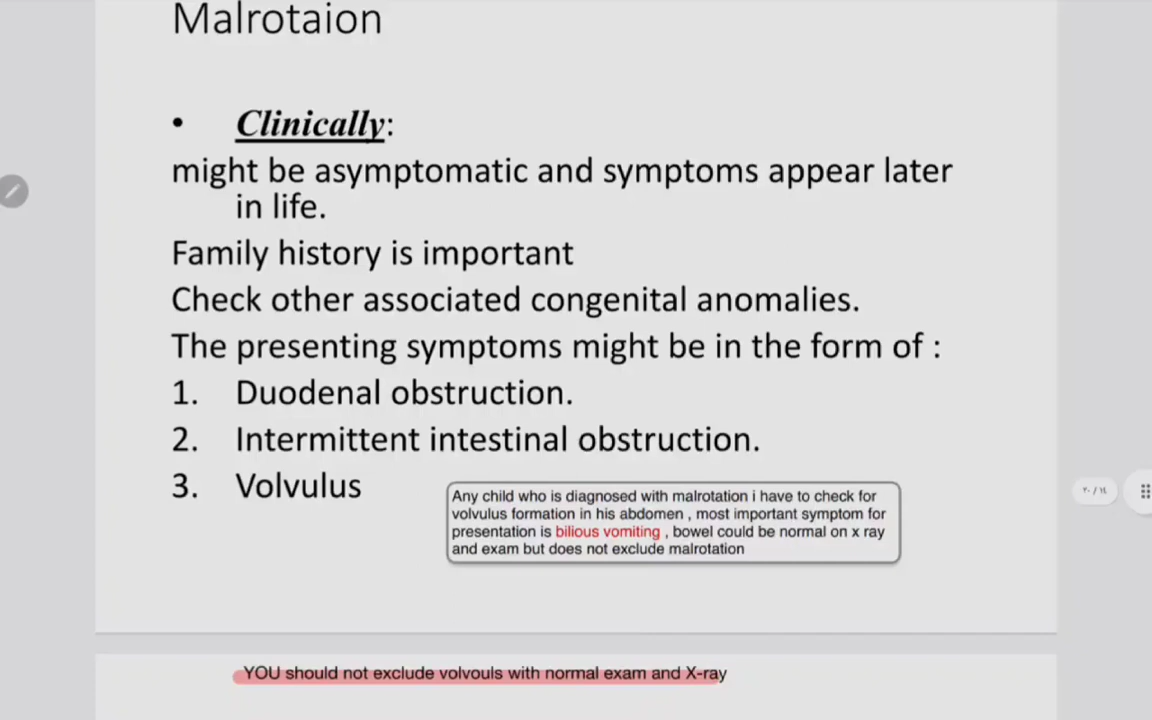 Malrotaion
• Clinically:
might be asymptomatic and symptoms appear later
in life.
Family history is important
Check other associated congenital anomalies.
The presenting symptoms might be in the form of :
1. Duodenal obstruction.
2. Intermittent intestinal obstruction.
3. Volvulus
Any child who is diagnosed with malrotation i have to check for
volvulus formation in his abdomen , most important symptom for
presentation is bilious vomiting , bowel could be normal on x ray
and exam but does not exclude malrotation
٢٠ / ١٤
YOU should not exclude volvouls with normal exam and X-ray